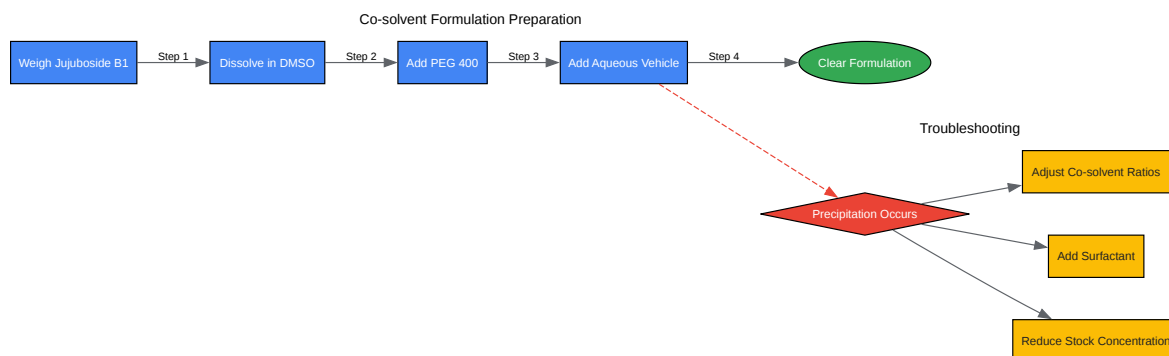 Co-solvent Formulation Preparation
Weigh Jujuboside B1
Step 1
Dissolve in DMSO
Step 2
Add PEG 400
Step 3
Add Aqueous Vehicle
Step 4
Clear Formulation
Troubleshooting
Adjust Co-solvent Ratios
Precipitation Occurs
Add Surfactant
Reduce Stock Concentration